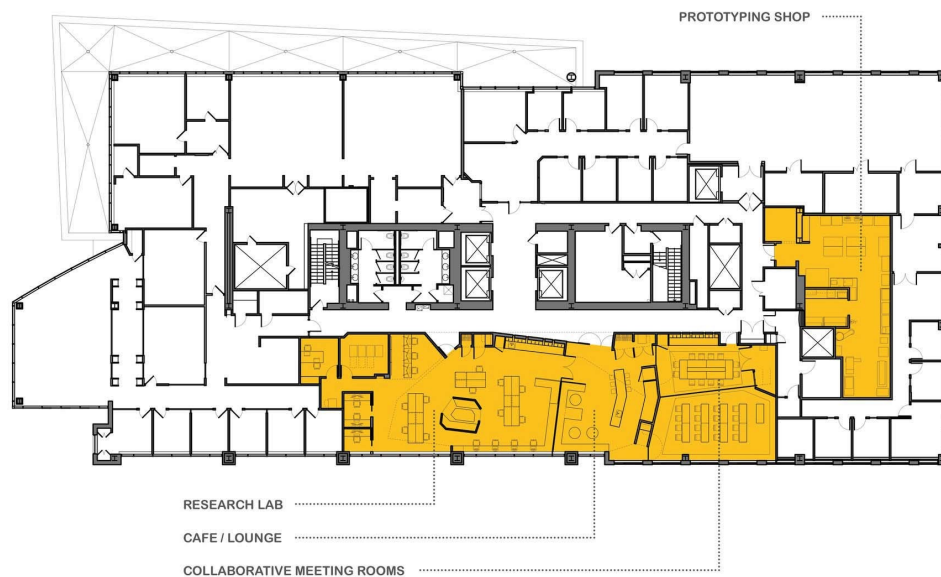 PROTOTYPING SHOP
RESEARCH LAB
CAFE / LOUNGE
COLLABORATIVE MEETING ROOMS